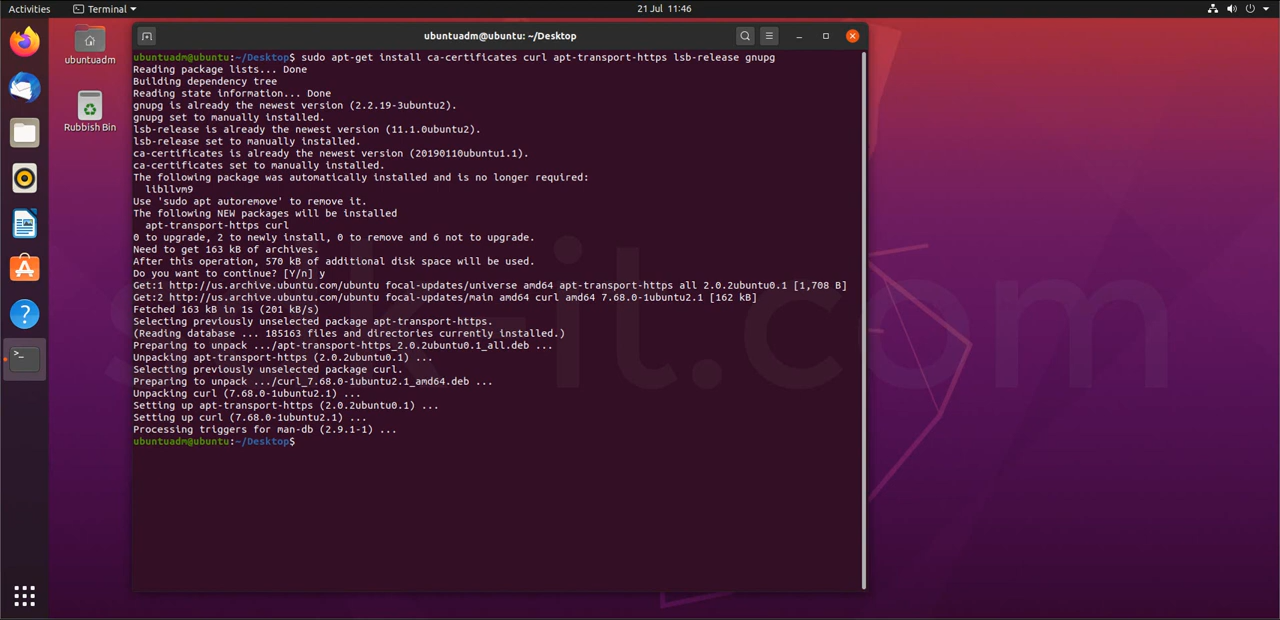 Activities
Terminal
21 Jul 11:46
ubuntuadm
Rubbish Bin
ubuntuadm@ubuntu: ~/Desktop
ubuntuadm@ubuntu:~/Desktop$ sudo apt-get install ca-certificates curl apt-transport-https lsb-release gnupg
Reading package lists... Done
Building dependency tree
Reading state information... Done
gnupg is already the newest version (2.2.19-3ubuntu2).
gnupg set to manually installed.
lsb-release is already the newest version (11.1.0ubuntu2).
lsb-release set to manually installed.
ca-certificates is already the newest version (20190110ubuntu1.1).
ca-certificates set to manually installed.
The following package was automatically installed and is no longer required:
  libllvm9
Use 'sudo apt autoremove' to remove it.
The following NEW packages will be installed
  apt-transport-https curl
0 to upgrade, 2 to newly install, 0 to remove and 6 not to upgrade.
Need to get 163 kB of archives.
After this operation, 570 kB of additional disk space will be used.
Do you want to continue? [Y/n] y
Get:1 http://us.archive.ubuntu.com/ubuntu focal-updates/universe amd64 apt-transport-https all 2.0.2ubuntu0.1 [1,708 B]
Get:2 http://us.archive.ubuntu.com/ubuntu focal-updates/main amd64 curl amd64 7.68.0-1ubuntu2.1 [162 kB]
Fetched 163 kB in 1s (201 kB/s)
Selecting previously unselected package apt-transport-https.
(Reading database ... 185163 files and directories currently installed.)
Preparing to unpack .../apt-transport-https_2.0.2ubuntu0.1_all.deb ...
Unpacking apt-transport-https (2.0.2ubuntu0.1) ...
Selecting previously unselected package curl.
Preparing to unpack .../curl_7.68.0-1ubuntu2.1_amd64.deb ...
Unpacking curl (7.68.0-1ubuntu2.1) ...
Setting up apt-transport-https (2.0.2ubuntu0.1) ...
Setting up curl (7.68.0-1ubuntu2.1) ...
Processing triggers for man-db (2.9.1-1) ...
ubuntuadm@ubuntu:~/Desktop$